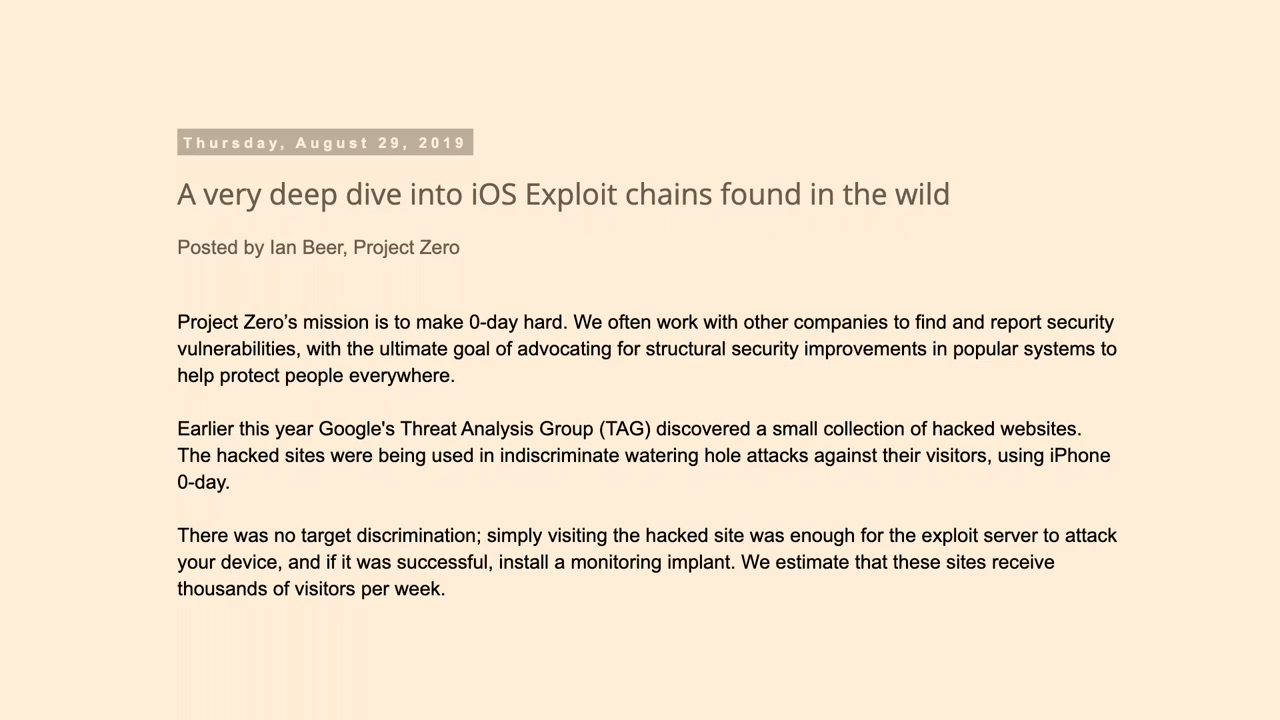 Thursday, August 29, 2019
A very deep dive into iOS Exploit chains found in the wild
Posted by Ian Beer, Project Zero
Project Zero’s mission is to make 0-day hard. We often work with other companies to find and report security
vulnerabilities, with the ultimate goal of advocating for structural security improvements in popular systems to
help protect people everywhere.
Earlier this year Google's Threat Analysis Group (TAG) discovered a small collection of hacked websites.
The hacked sites were being used in indiscriminate watering hole attacks against their visitors, using iPhone
0-day.
There was no target discrimination; simply visiting the hacked site was enough for the exploit server to attack
your device, and if it was successful, install a monitoring implant. We estimate that these sites receive
thousands of visitors per week.